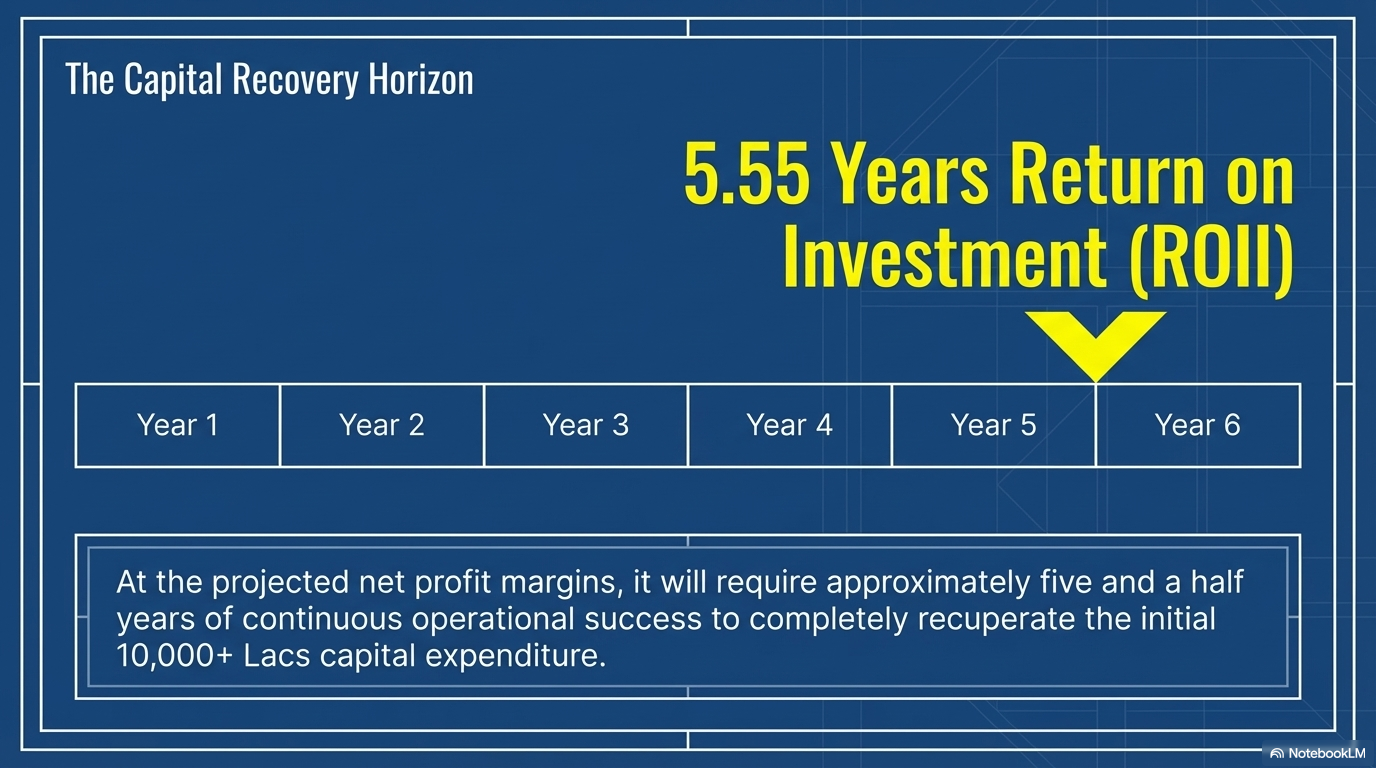 The Capital Recovery Horizon
5.55 Years Return on
Investment (ROII)
Year 1
Year 2
Year 3
Year 4
Year 5
Year 6
At the projected net profit margins, it will require approximately five and a half
years of continuous operational success to completely recuperate the initial
10,000+ Lacs capital expenditure.
NotebookLM